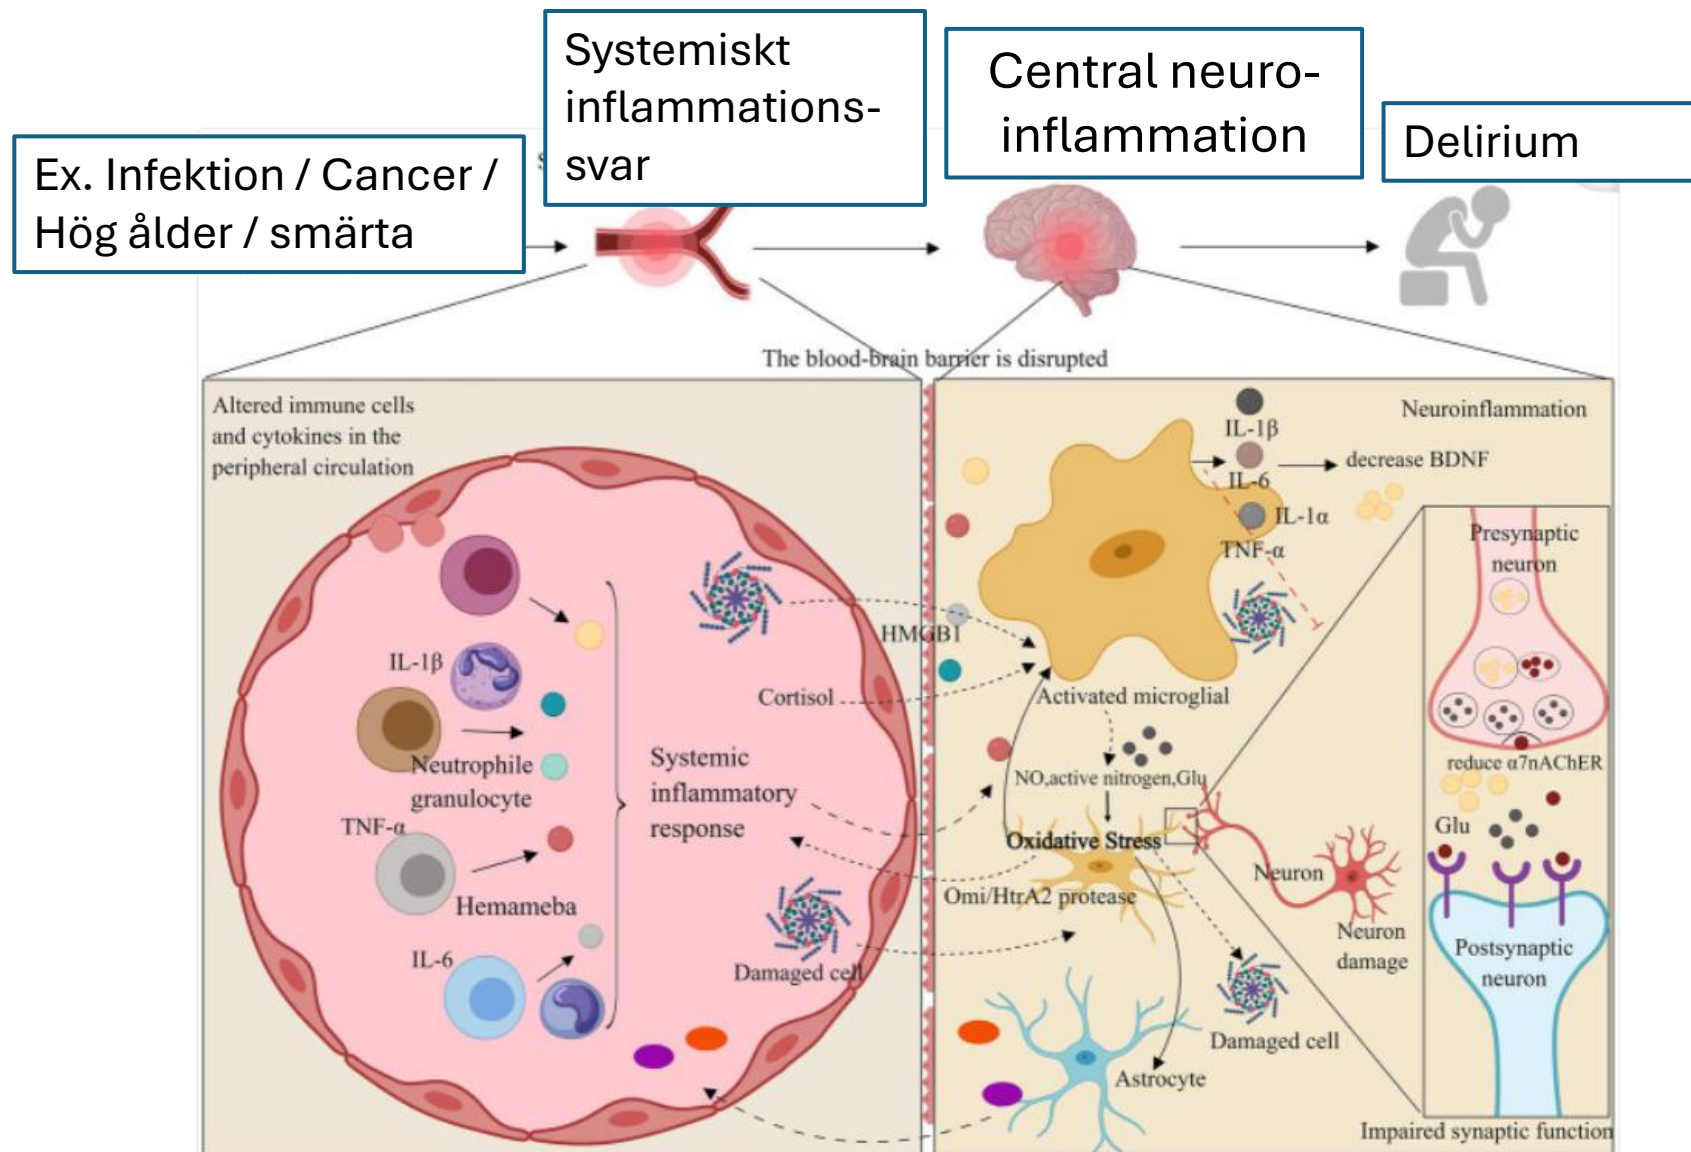 Ex. Infektion / Cancer /
Hög ålder / smärta
Systemiskt
inflammations-
svar
Central neuro-
inflammation
Delirium
The blood-brain barrier is disrupted
Altered immune cells
and cytokines in the
peripheral circulation
IL-1β
Neutrophile
granulocyte
TNF-α
Hemameba
IL-6
Systemic
inflammatory
response
Damaged cell
HMGB1
Cortisol
Neuroinflammation
IL-1β
IL-6
decrease BDNF
IL-1α
TNF-α
Activated microglial
NO,active nitrogen,Glu
Oxidative Stress
Omi/HtrA2 protease
Neuron
Neuron
damage
Damaged cell
Astrocyte
Presynaptic
neuron
reduce α7nAChER
Glu
Postsynaptic
neuron
Impaired synaptic function